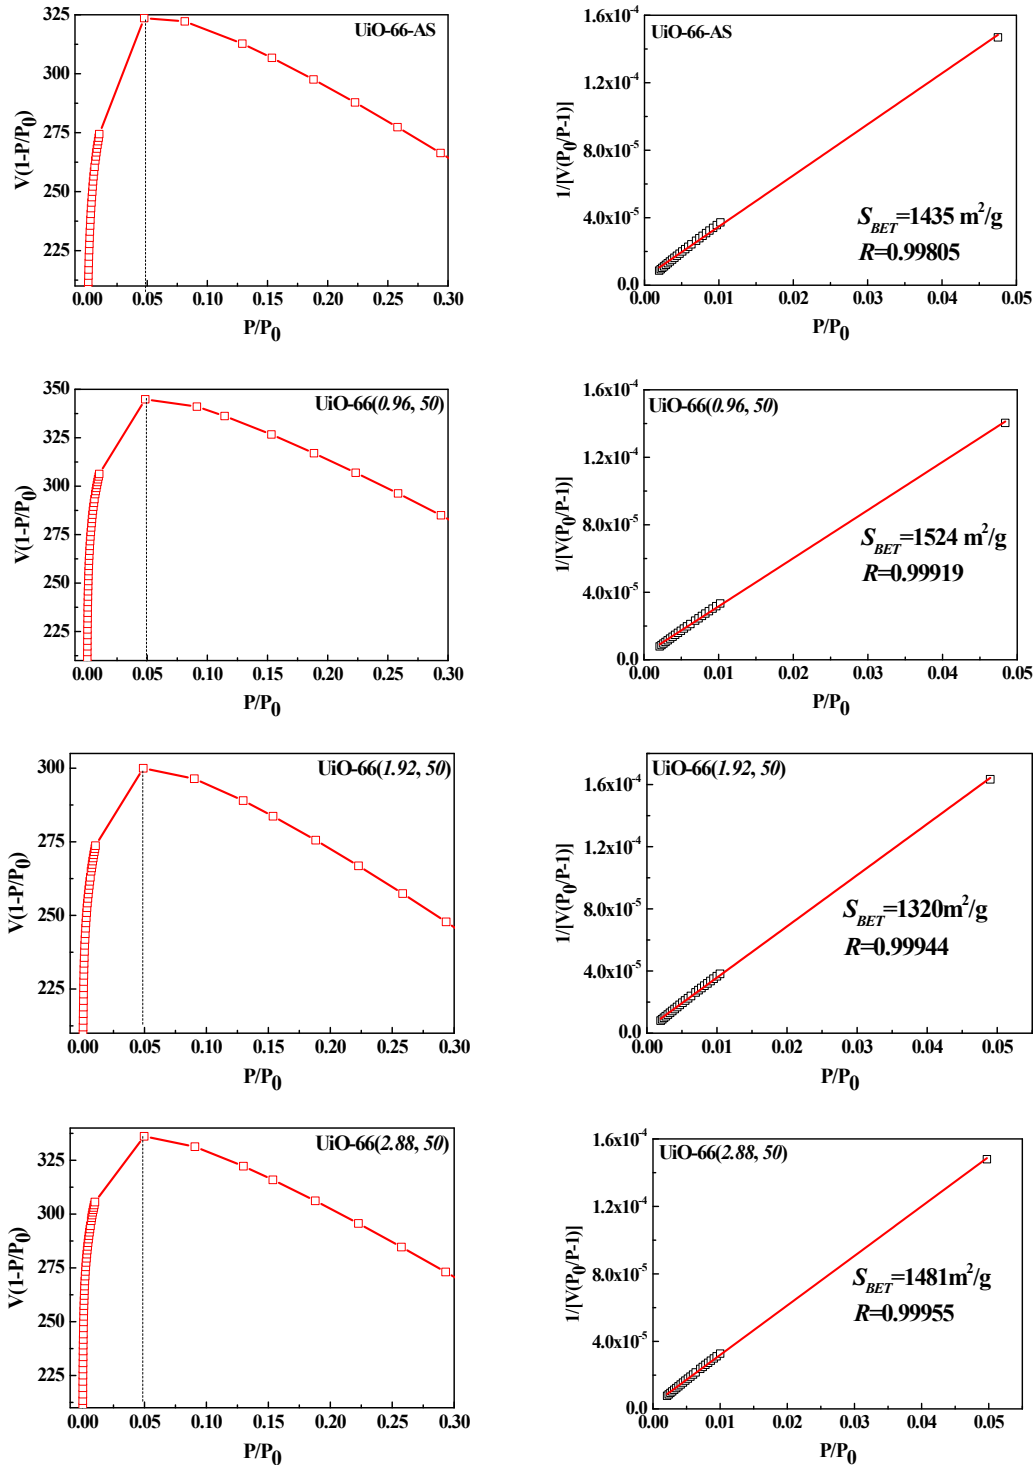 UiO-66-AS
V(1-P/P0)
325
300
275
250
225
0.00 0.05 0.10 0.15 0.20 0.25 0.30
P/P0
UiO-66-AS
1/[V(P0/P-1)]
1.6x10-4
1.2x10-4
8.0x10-5
4.0x10-5
0.0
SBET=1435 m2/g
R=0.99805
0.00 0.01 0.02 0.03 0.04 0.05
P/P0
UiO-66(0.96, 50)
V(1-P/P0)
350
325
300
275
250
225
0.00 0.05 0.10 0.15 0.20 0.25 0.30
P/P0
UiO-66(0.96, 50)
1/[V(P0/P-1)]
1.6x10-4
1.2x10-4
8.0x10-5
4.0x10-5
0.0
SBET=1524 m2/g
R=0.99919
0.00 0.01 0.02 0.03 0.04 0.05
P/P0
UiO-66(1.92, 50)
V(1-P/P0)
300
275
250
225
0.00 0.05 0.10 0.15 0.20 0.25 0.30
P/P0
UiO-66(1.92, 50)
1/[V(P0/P-1)]
1.6x10-4
1.2x10-4
8.0x10-5
4.0x10-5
0.0
SBET=1320m2/g
R=0.99944
0.00 0.01 0.02 0.03 0.04 0.05
P/P0
UiO-66(2.88, 50)
V(1-P/P0)
325
300
275
250
225
0.00 0.05 0.10 0.15 0.20 0.25 0.30
P/P0
UiO-66(2.88, 50)
1/[V(P0/P-1)]
1.6x10-4
1.2x10-4
8.0x10-5
4.0x10-5
0.0
SBET=1481m2/g
R=0.99955
0.00 0.01 0.02 0.03 0.04 0.05
P/P0